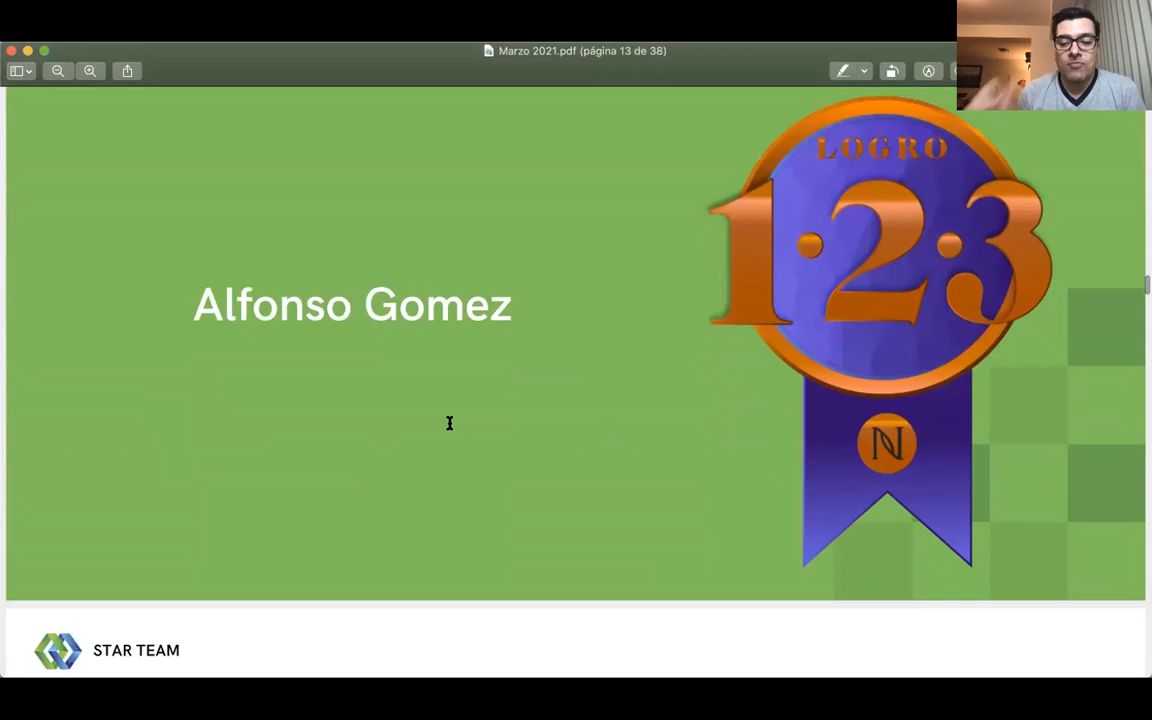 Marzo 2021.pdf (página 13 de 38)
LOGRO
1·2·3
Alfonso Gomez
N
STAR TEAM